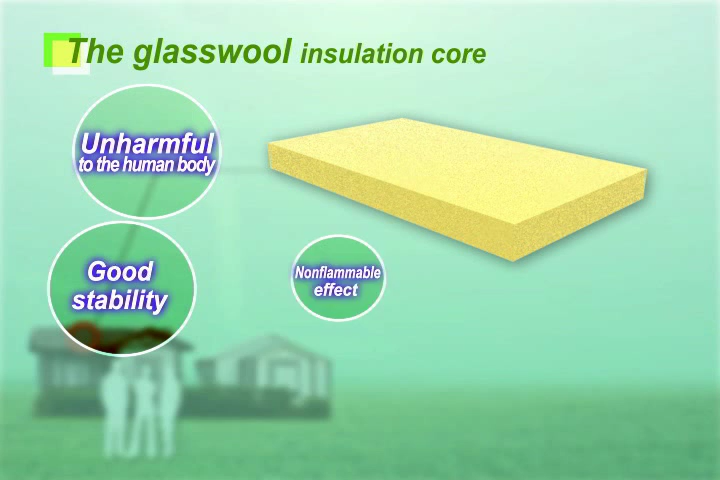 The glasswool insulation core
Unharmful
to the human body
Good
stability
Nonflammable
effect